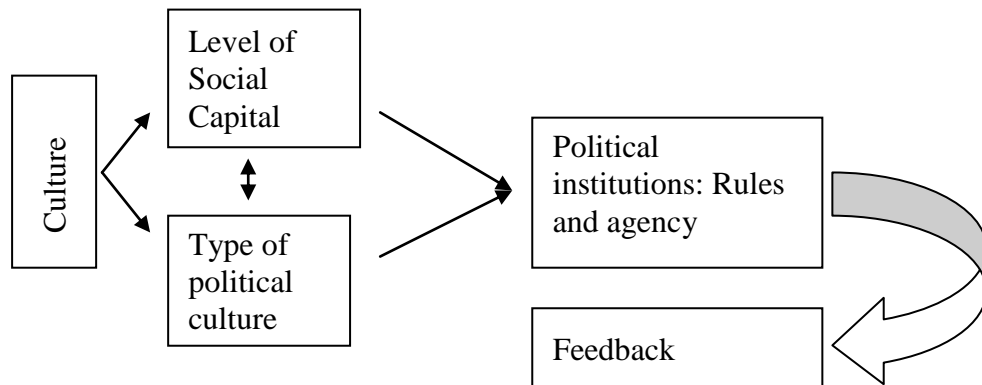 Culture
Level of
Social
Capital
Type of
political
culture
Political
institutions: Rules
and agency
Feedback